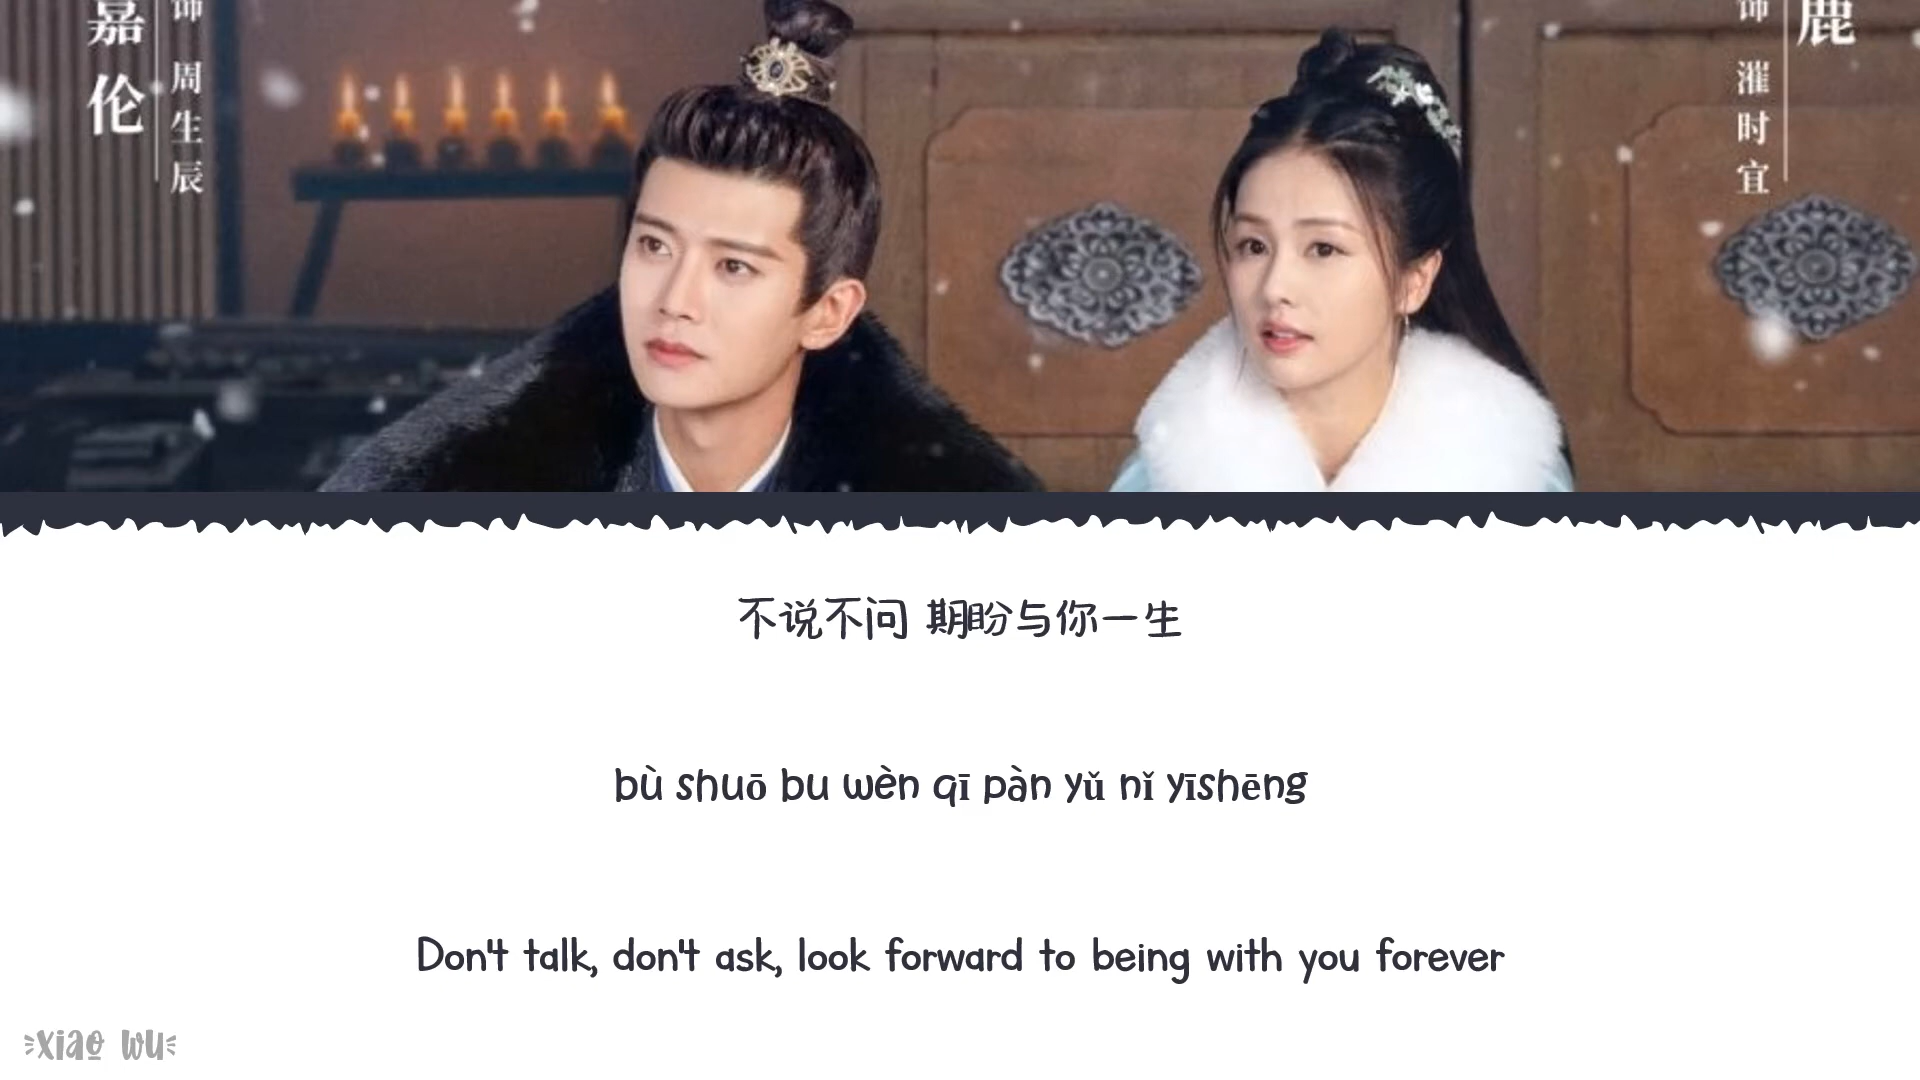 嘉伦
饰 周生辰
鹿
饰 漼时宜
不说不问 期盼与你一生
bù shuō bu wèn qī pàn yǔ nǐ yīshēng
Don't talk, don't ask, look forward to being with you forever
xiao wu